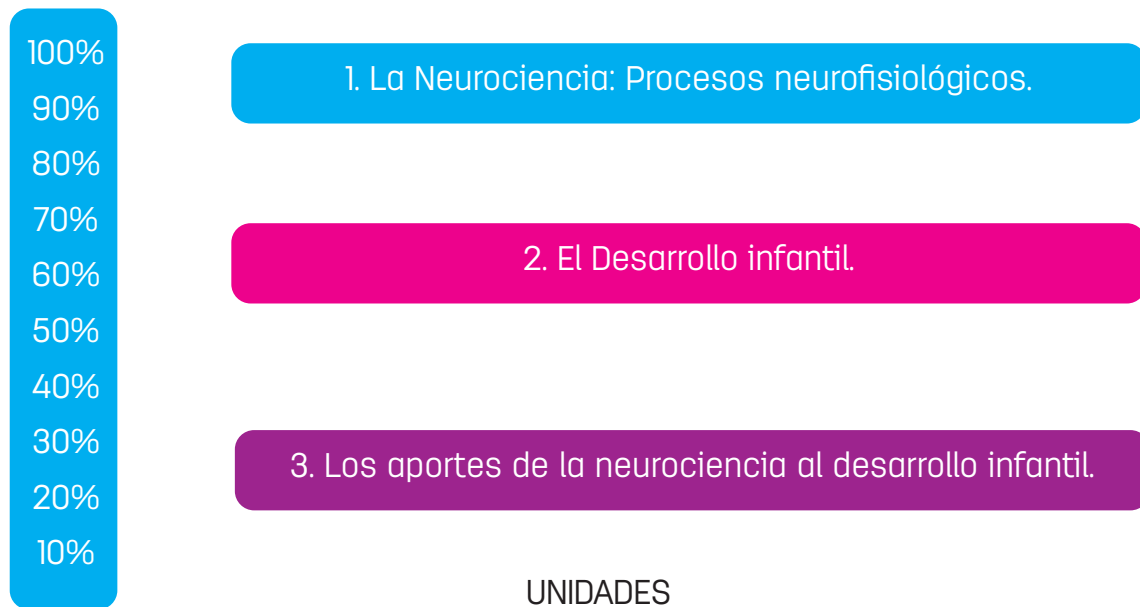 100%
90%
80%
70%
60%
50%
40%
30%
20%
10%
1. La Neurociencia: Procesos neurofisiológicos.
2. El Desarrollo infantil.
3. Los aportes de la neurociencia al desarrollo infantil.
UNIDADES